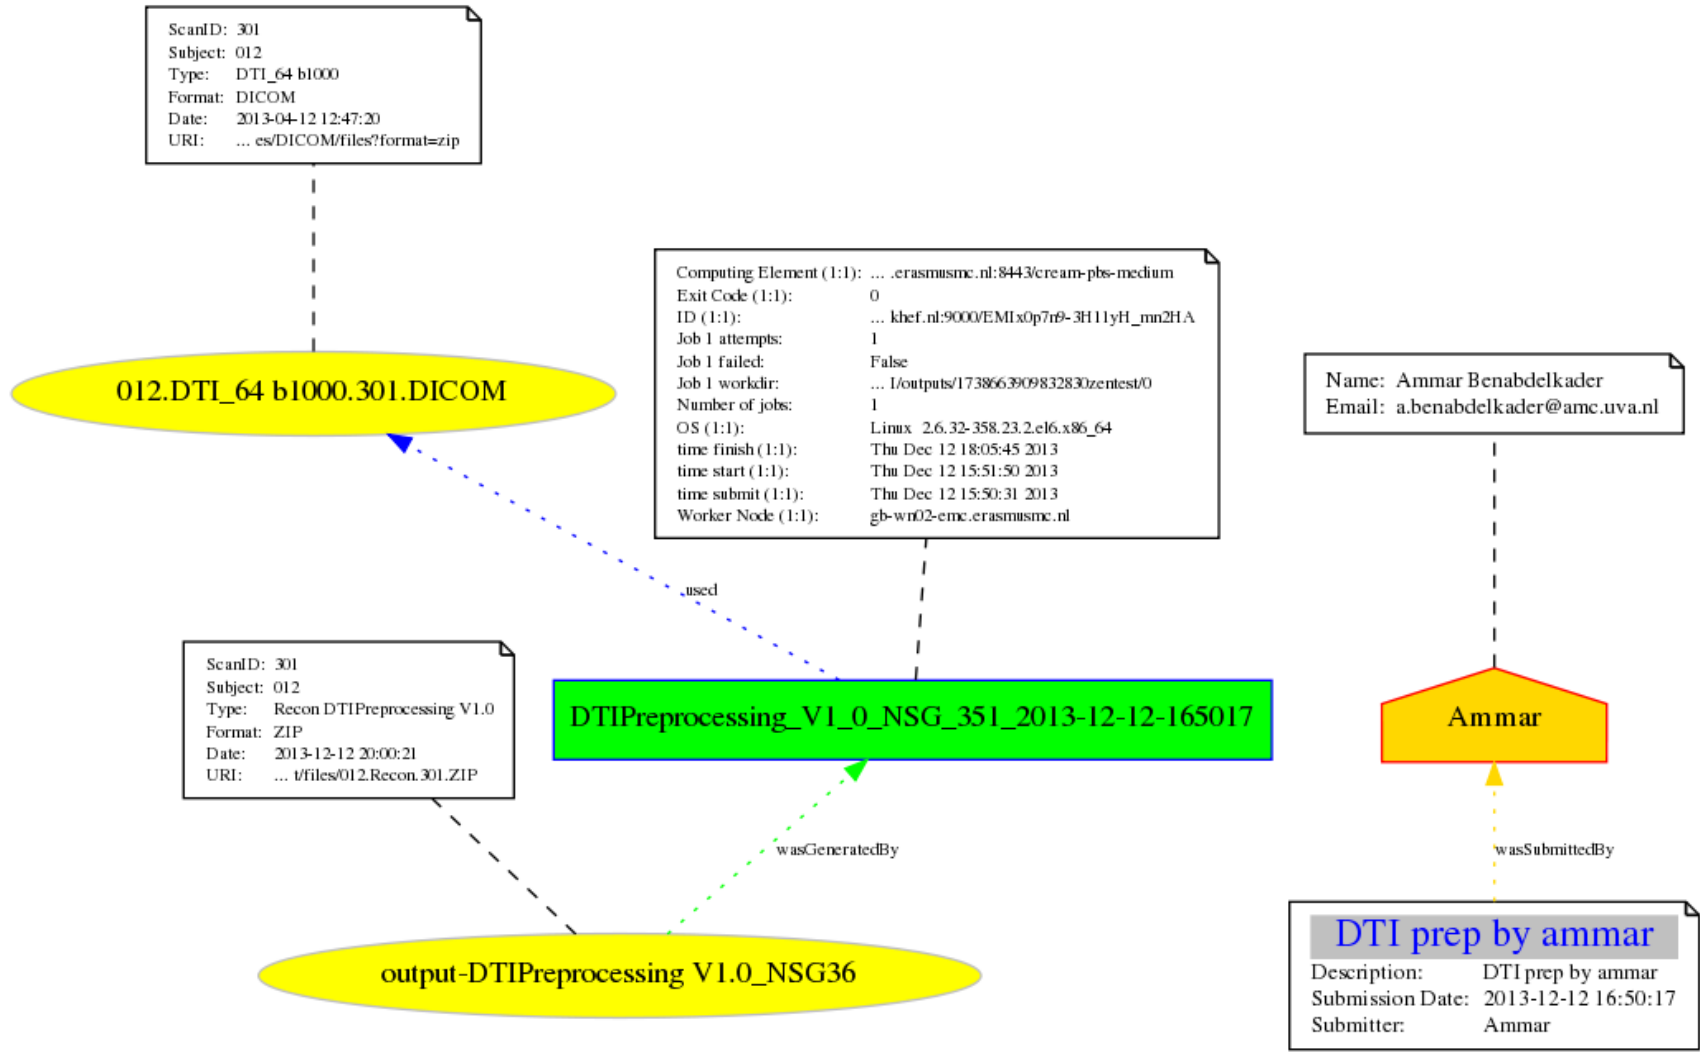 ScanID: 301
Subject: 012
Type: DTI_64 b1000
Format: DICOM
Date: 2013-04-12 12:47:20
URI: ... es/DICOM/files?format=zip
Computing Element (1:1): ... .erasmusmc.nl:8443/cream-pbs-medium
Exit Code (1:1): 0
ID (1:1): ... khef.nl:9000/EMIx0p7n9-3H11yH_mn2HA
Job 1 attempts: 1
Job 1 failed: False
Job 1 workdir: ... I/outputs/1738663909832830zentest/0
Number of jobs: 1
OS (1:1): Linux 2.6.32-358.23.2.el6.x86_64
time finish (1:1): Thu Dec 12 18:05:45 2013
time start (1:1): Thu Dec 12 15:51:50 2013
time submit (1:1): Thu Dec 12 15:50:31 2013
Worker Node (1:1): gb-wn02-emc.erasmusmc.nl
012.DTI_64 b1000.301.DICOM
Name: Ammar Benabdelkader
Email: a.benabdelkader@amc.uva.nl
used
ScanID: 301
Subject: 012
Type: Recon DTIPreprocessing V1.0
Format: ZIP
Date: 2013-12-12 20:00:21
URI: ... t/files/012.Recon.301.ZIP
DTIPreprocessing_V1_0_NSG_351_2013-12-12-165017
Ammar
wasGeneratedBy
wasSubmittedBy
output-DTIPreprocessing V1.0_NSG36
DTI prep by ammar
Description: DTI prep by ammar
Submission Date: 2013-12-12 16:50:17
Submitter: Ammar